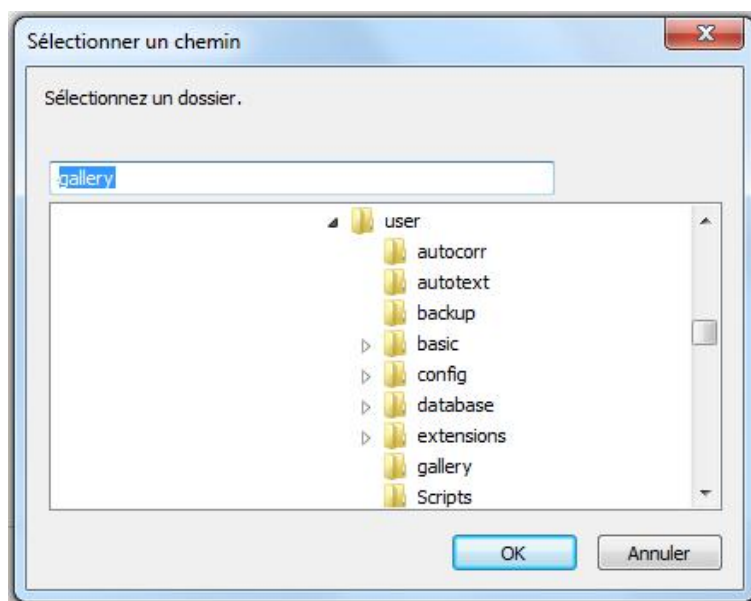 Sélectionner un chemin
Sélectionnez un dossier.
gallery
user
autocorr
autotext
backup
basic
config
database
extensions
gallery
Scripts
OK
Annuler